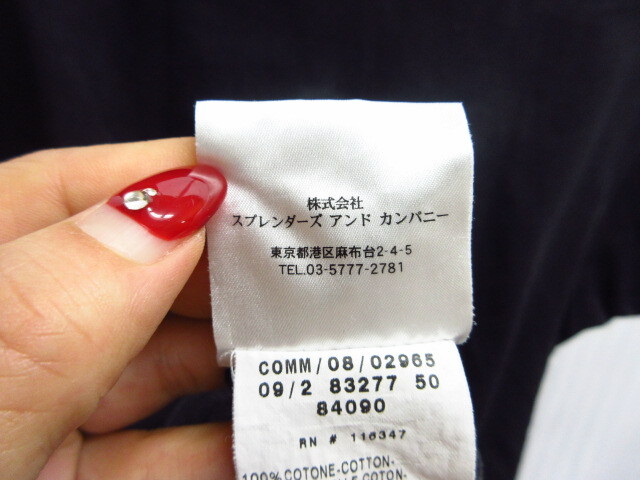 株式会社
スプレンダーズ アンド カンバニー
東京都港区麻布台2-4-5
TEL.03-5777-2781
COMM/08/02965
09/2 83277 50
84090
RN # 116347
100% COTONE-COTTON-